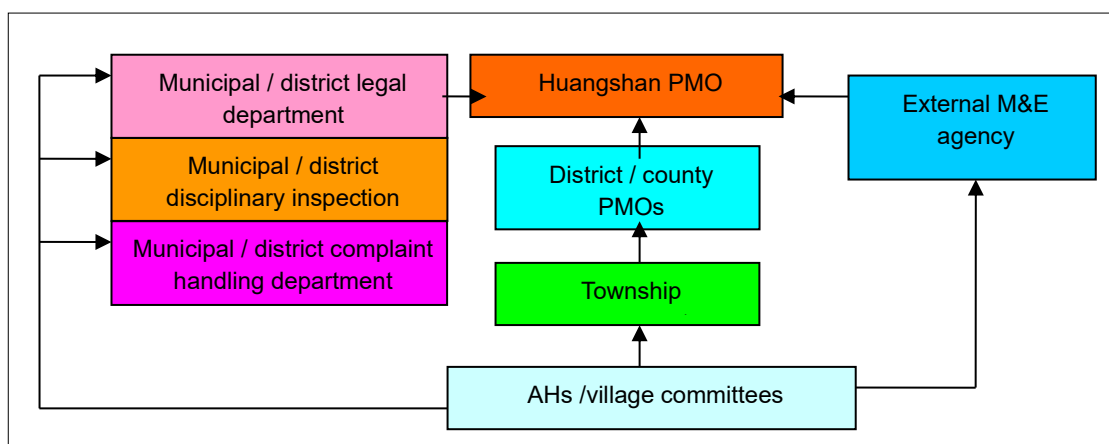 Municipal / district legal
department
Municipal / district
disciplinary inspection
Municipal / district complaint
handling department
Huangshan PMO
District / county
PMOs
Township
AHs /village committees
External M&E
agency